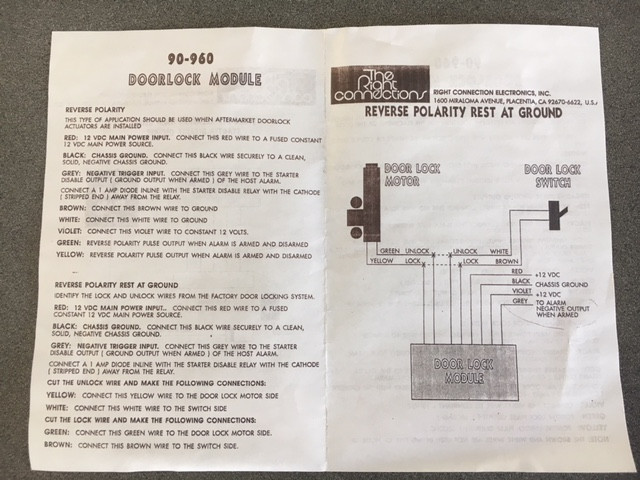 90-960
DOORLOCK MODULE
REVERSE POLARITY
THIS TYPE OF APPLICATION SHOULD BE USED WHEN AFTERMARKET DOORLOCK
ACTUATORS ARE INSTALLED
RED: 12 VDC MAIN POWER INPUT. CONNECT THIS RED WIRE TO A FUSED CONSTANT
12 VDC MAIN POWER SOURCE.
BLACK: CHASSIS GROUND. CONNECT THIS BLACK WIRE SECURELY TO A CLEAN,
SOLID, NEGATIVE CHASSIS GROUND.
GREY: NEGATIVE TRIGGER INPUT. CONNECT THIS GREY WIRE TO THE STARTER
DISABLE OUTPUT ( GROUND OUTPUT WHEN ARMED ) OF THE HOST ALARM.
CONNECT A 1 AMP DIODE INLINE WITH THE STARTER DISABLE RELAY WITH THE CATHODE
( STRIPPED END ) AWAY FROM THE RELAY.
BROWN: CONNECT THIS BROWN WIRE TO GROUND
WHITE: CONNECT THIS WHITE WIRE TO GROUND
VIOLET: CONNECT THIS VIOLET WIRE TO CONSTANT 12 VOLTS.
GREEN: REVERSE POLARITY PULSE OUTPUT WHEN ALARM IS ARMED AND DISARMED
YELLOW: REVERSE POLARITY PULSE OUTPUT WHEN ALARM IS ARMED AND DISARMED
REVERSE POLARITY REST AT GROUND
IDENTIFY THE LOCK AND UNLOCK WIRES FROM THE FACTORY DOOR LOCKING SYSTEM.
RED: 12 VDC MAIN POWER INPUT.. CONNECT THIS RED WIRE TO A FUSED
CONSTANT 12 VDC MAIN POWER SOURCE.
BLACK: CHASSIS GROUND. CONNECT THIS BLACK WIRE SECURELY TO A CLEAN,
SOLID, NEGATIVE CHASSIS GROUND.
GREY: NEGATIVE TRIGGER INPUT. CONNECT THIS GREY WIRE TO THE STARTER
DISABLE OUTPUT ( GROUND OUTPUT WHEN ARMED ) OF THE HOST ALARM.
CONNECT A 1 AMP DIODE INLINE WITH THE STARTER DISABLE RELAY WITH THE CATHODE
( STRIPPED END ) AWAY FROM THE RELAY.
CUT THE UNLOCK WIRE AND MAKE THE FOLLOWING CONNECTIONS:
YELLOW: CONNECT THIS YELLOW WIRE TO THE DOOR LOCK MOTOR SIDE
WHITE: CONNECT THIS WHITE WIRE TO THE SWITCH SIDE
CUT THE LOCK WIRE AND MAKE THE FOLLOWING CONNECTIONS:
GREEN: CONNECT THIS GREEN WIRE TO THE DOOR LOCK MOTOR SIDE.
BROWN: CONNECT THIS BROWN WIRE TO THE SWITCH SIDE.
The
Right
Connections
RIGHT CONNECTION ELECTRONICS, INC.
1600 MIRALOMA AVENUE, PLACENTIA, CA 92670-6622, U.S.A
REVERSE POLARITY REST AT GROUND
DOOR LOCK
MOTOR
DOOR LOCK
SWITCH
GREEN UNLOCK UNLOCK WHITE
YELLOW LOCK LOCK BROWN
RED +12 VDC
BLACK CHASSIS GROUND
VIOLET +12 VDC
GREY TO ALARM
NEGATIVE OUTPUT
WHEN ARMED
DOOR LOCK
MODULE